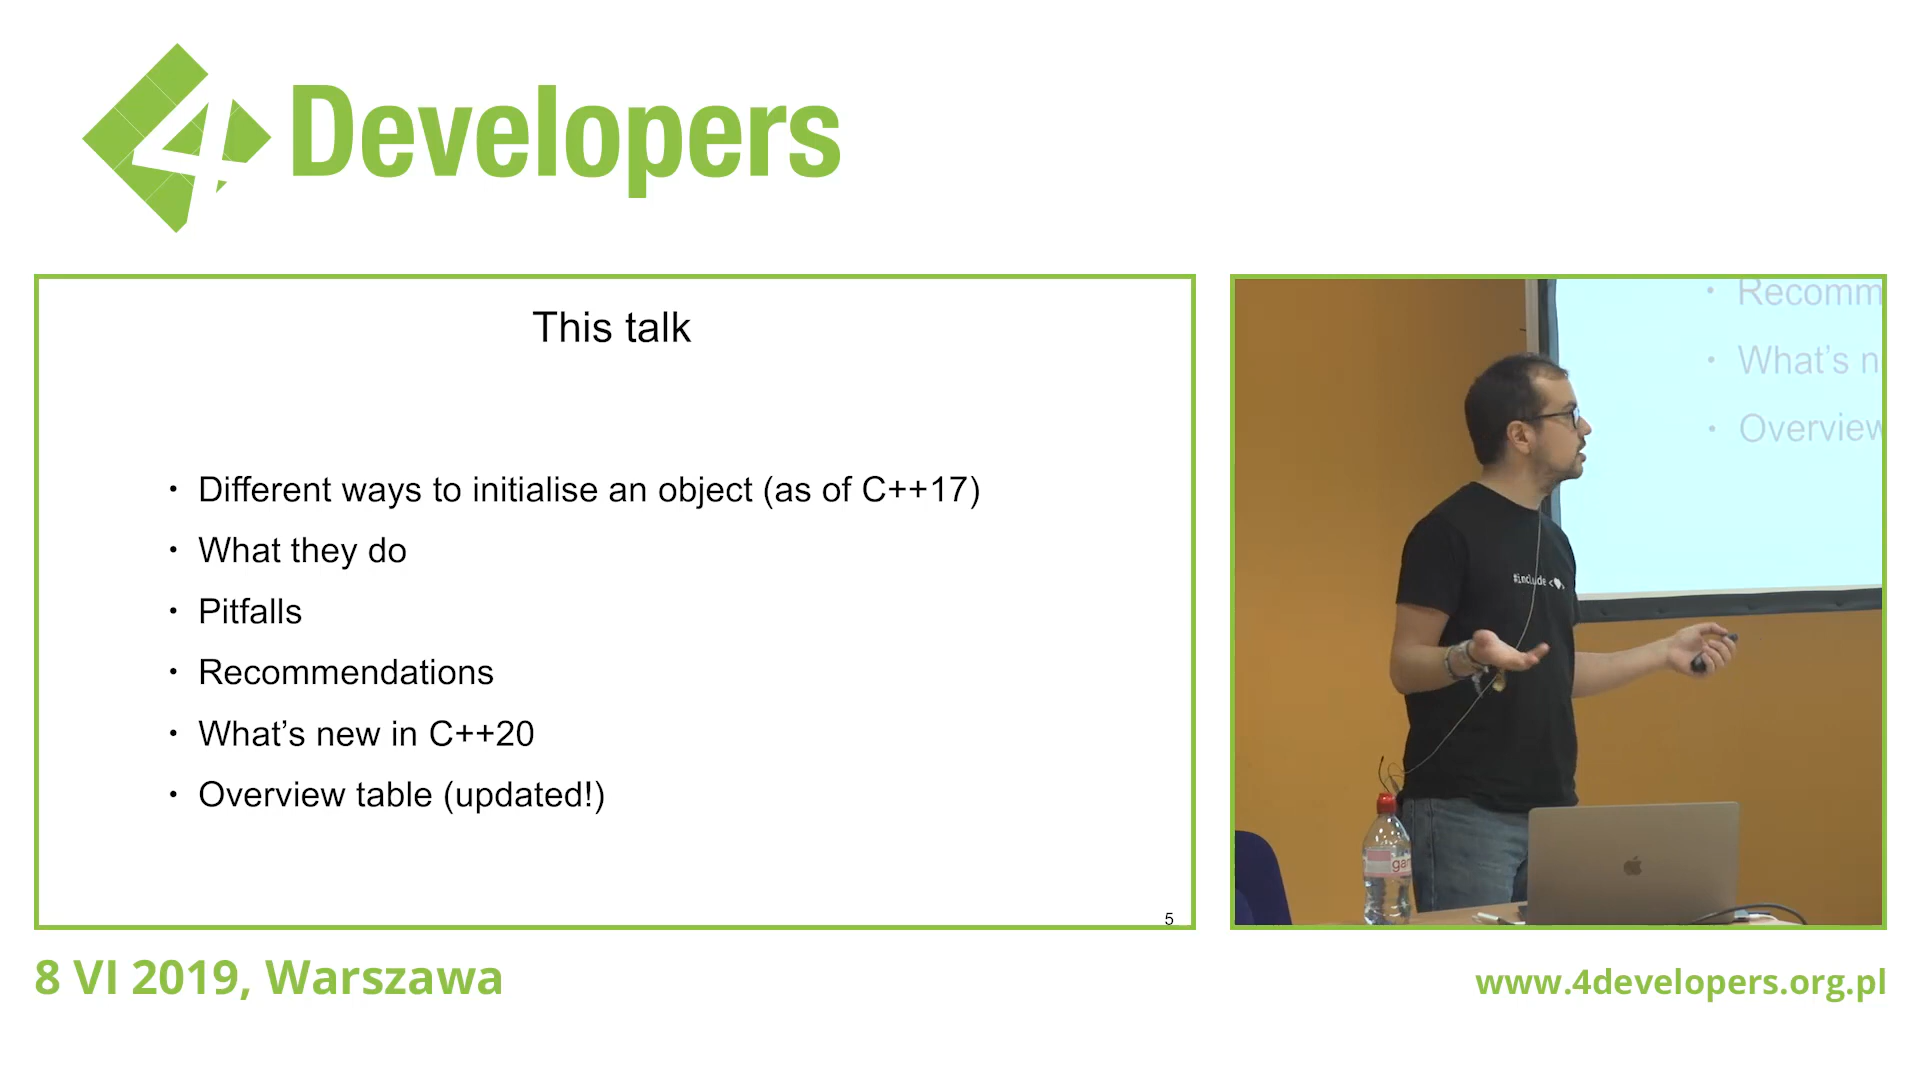 4Developers
This talk
• Different ways to initialise an object (as of C++17)
• What they do
• Pitfalls
• Recommendations
• What's new in C++20
• Overview table (updated!)
5
• Recomm
• What's n
• Overview
#include <♥>
8 VI 2019, Warszawa
www.4developers.org.pl